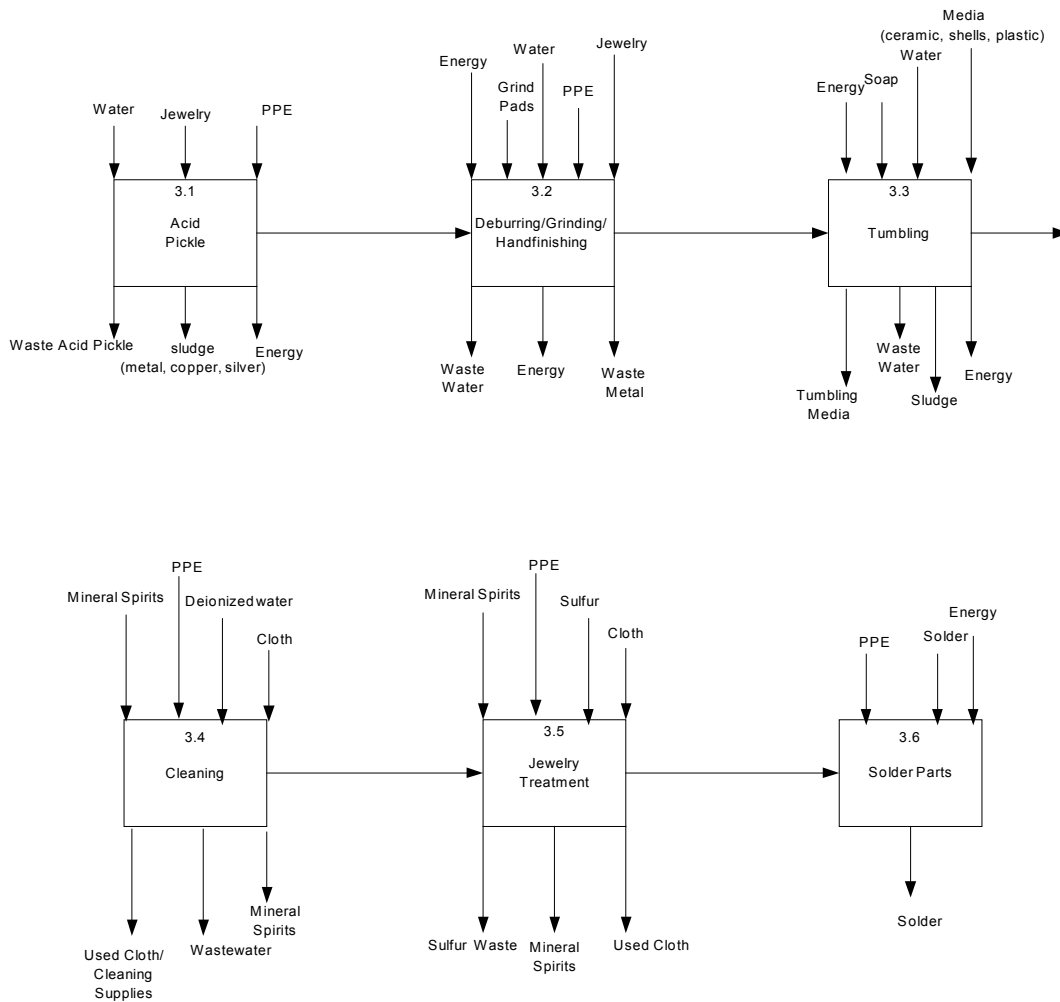 Water
Jewelry
PPE
3.1
Acid
Pickle
Waste Acid Pickle
sludge
(metal, copper, silver)
Energy
Energy
Grind
Pads
Water
PPE
Jewelry
3.2
Deburring/Grinding/
Handfinishing
Waste
Water
Energy
Waste
Metal
Energy
Soap
Water
Media
(ceramic, shells, plastic)
3.3
Tumbling
Tumbling
Media
Waste
Water
Sludge
Energy
Mineral Spirits
PPE
Deionized water
Cloth
3.4
Cleaning
Used Cloth/
Cleaning
Supplies
Wastewater
Mineral
Spirits
Mineral Spirits
PPE
Sulfur
Cloth
3.5
Jewelry
Treatment
Sulfur Waste
Mineral
Spirits
Used Cloth
PPE
Solder
Energy
3.6
Solder Parts
Solder